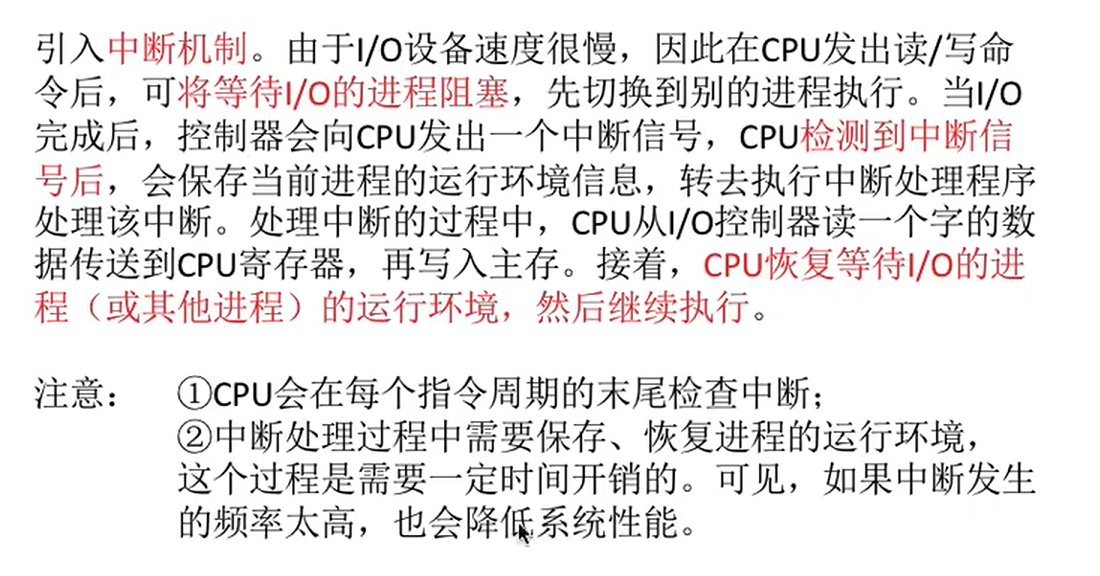 引入中断机制。由于I/O设备速度很慢，因此在CPU发出读/写命
令后，可将等待I/O的进程阻塞，先切换到别的进程执行。当I/O
完成后，控制器会向CPU发出一个中断信号，CPU检测到中断信
号后，会保存当前进程的运行环境信息，转去执行中断处理程序
处理该中断。处理中断的过程中，CPU从I/O控制器读一个字的数
据传送到CPU寄存器，再写入主存。接着，CPU恢复等待I/O的进
程（或其他进程）的运行环境，然后继续执行。
注意： ①CPU会在每个指令周期的末尾检查中断；
②中断处理过程中需要保存、恢复进程的运行环境，
这个过程是需要一定时间开销的。可见，如果中断发生
的频率太高，也会降低系统性能。